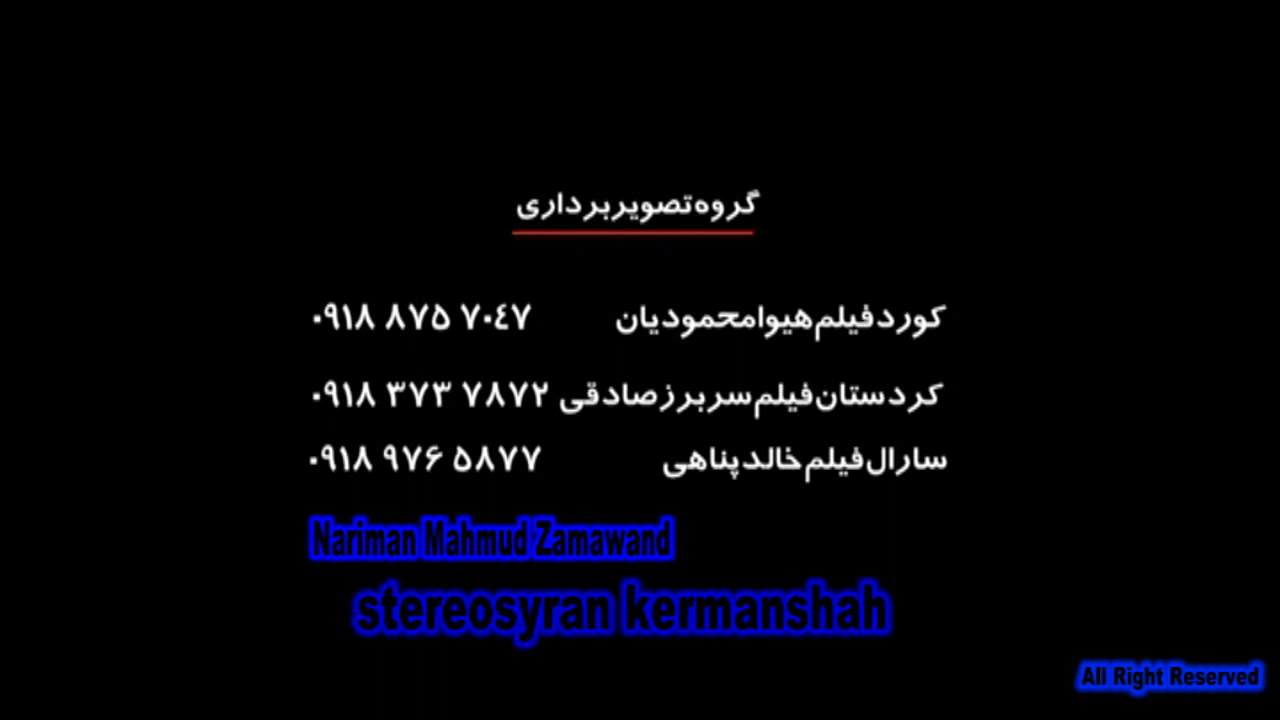 گروه تصویربرداری
کورد فیلم هیوا محمودیان ۰۹۱۸ ۸۷۵ ۷۰٤۷
کردستان فیلم سربرز صادقی ۰۹۱۸ ۳۷۳ ۷۸۷۲
سارال فیلم خالد پناهی ۰۹۱۸ ۹۷۶ ۵۸۷۷
Nariman Mahmud Zamawand
stereosyran kermanshah
All Right Reserved